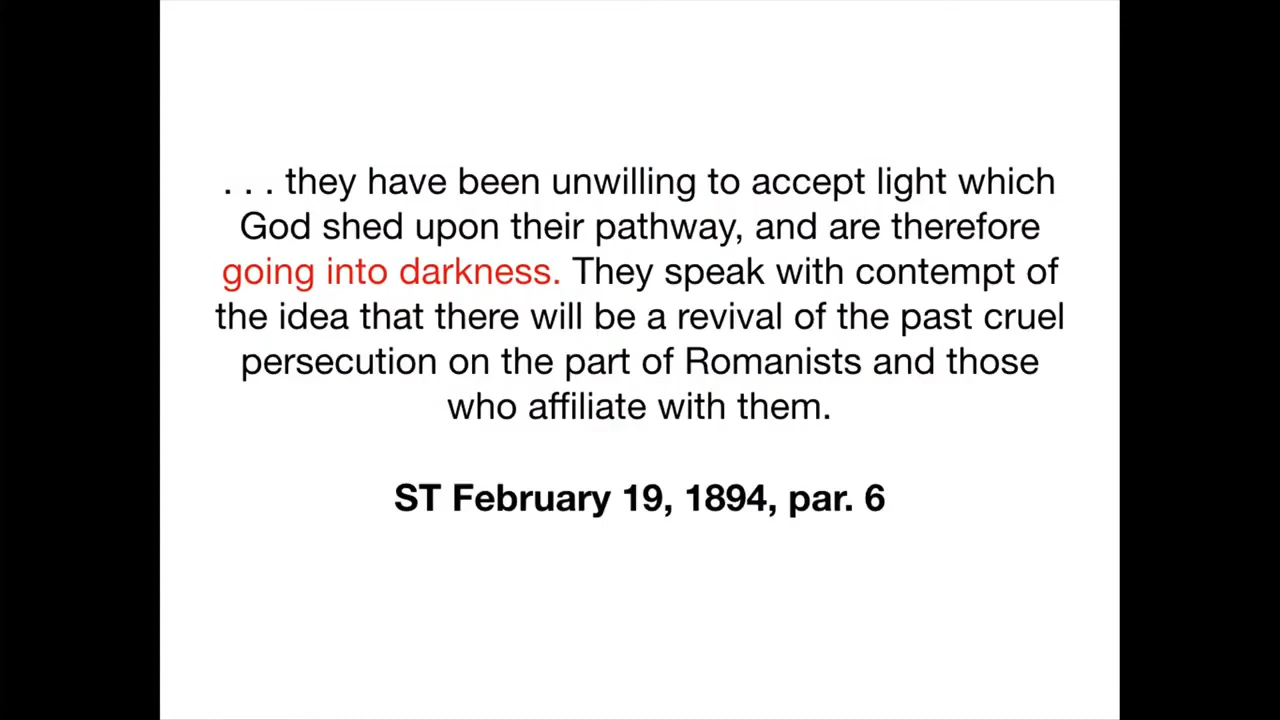 . . . they have been unwilling to accept light which
God shed upon their pathway, and are therefore
going into darkness. They speak with contempt of
the idea that there will be a revival of the past cruel
persecution on the part of Romanists and those
who affiliate with them.
ST February 19, 1894, par. 6